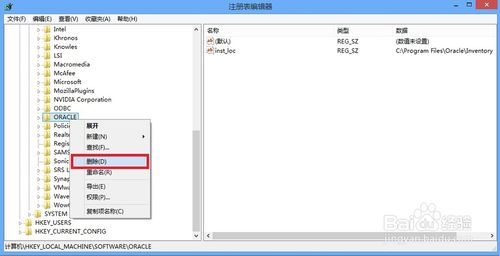 注册表编辑器
文件(F) 编辑(E) 查看(V) 收藏夹(A) 帮助(H)
Intel
Khronos
Knowles
LSI
Macromedia
McAfee
Microsoft
MozillaPlugins
NVIDIA Corporation
ODBC
ORACLE
Policie
Realte
Regis
SAMS
Sonic
SRS L
Synap
VMw
Wave
Wow6
SYSTEM
HKEY_USERS
HKEY_CURRENT_CONFIG
展开
新建(N)
查找(F)...
删除(D)
重命名(R)
导出(E)
权限(P)...
复制项名称(C)
名称 类型 数据
(默认) REG_SZ (数值未设置)
inst_loc REG_SZ C:\Program Files\Oracle\Inventory
计算机\HKEY_LOCAL_MACHINE\SOFTWARE\ORACLE
Baidu 经验
jingyan.baidu.com